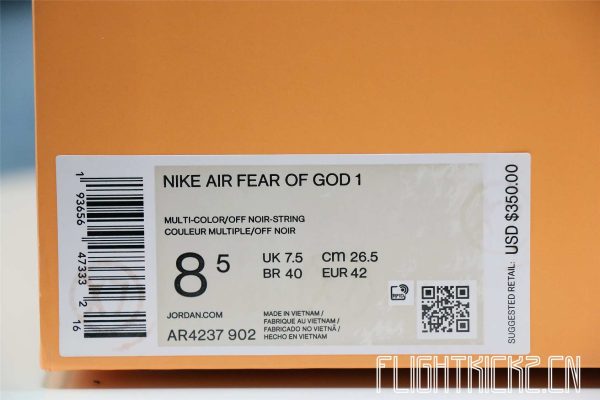 NIKE AIR FEAR OF GOD 1
MULTI-COLOR/OFF NOIR-STRING
COULEUR MULTIPLE/OFF NOIR
8 5
UK 7.5
BR 40
cm 26.5
EUR 42
JORDAN.COM
AR4237 902
MADE IN VIETNAM /
FABRIQUÉ AU VIETNAM /
FABRICADO NO VIETNÃ /
HECHO EN VIETNAM
1 93656 47333 2
16
SUGGESTED RETAIL: USD $350.00
FLIGHTKICKZ.CN